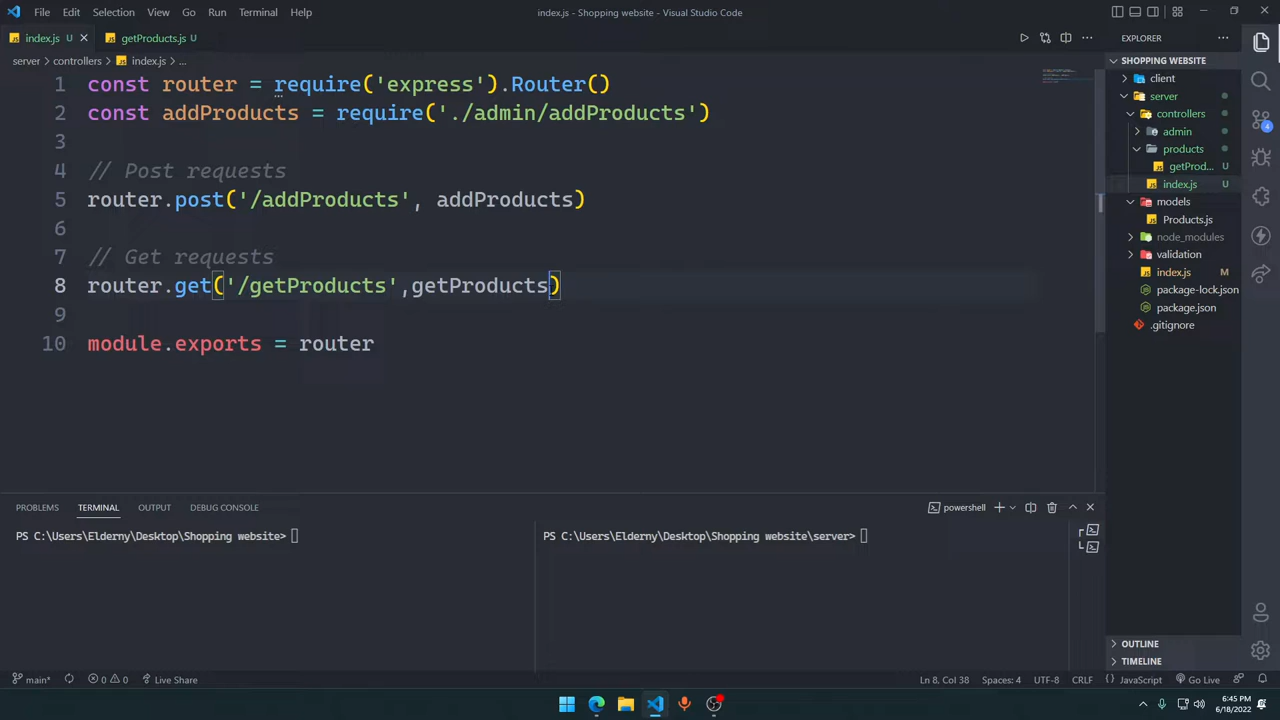 File Edit Selection View Go Run Terminal Help
index.js - Shopping website - Visual Studio Code
index.js U
getProducts.js U
server > controllers > index.js > ...
1 const router = require('express').Router()
2 const addProducts = require('./admin/addProducts')
3
4 // Post requests
5 router.post('/addProducts', addProducts)
6
7 // Get requests
8 router.get('/getProducts',getProducts)
9
10 module.exports = router
EXPLORER
SHOPPING WEBSITE
client
server
controllers
admin
products
getProd... U
index.js U
models
Products.js
node_modules
validation
index.js M
package-lock.json
package.json
.gitignore
4
PROBLEMS TERMINAL OUTPUT DEBUG CONSOLE
powershell
PS C:\Users\Elderny\Desktop\Shopping website>
PS C:\Users\Elderny\Desktop\Shopping website\server>
OUTLINE
TIMELINE
main* 0 0 Live Share
Ln 8, Col 38 Spaces: 4 UTF-8 CRLF {} JavaScript Go Live
6:45 PM
6/18/2022